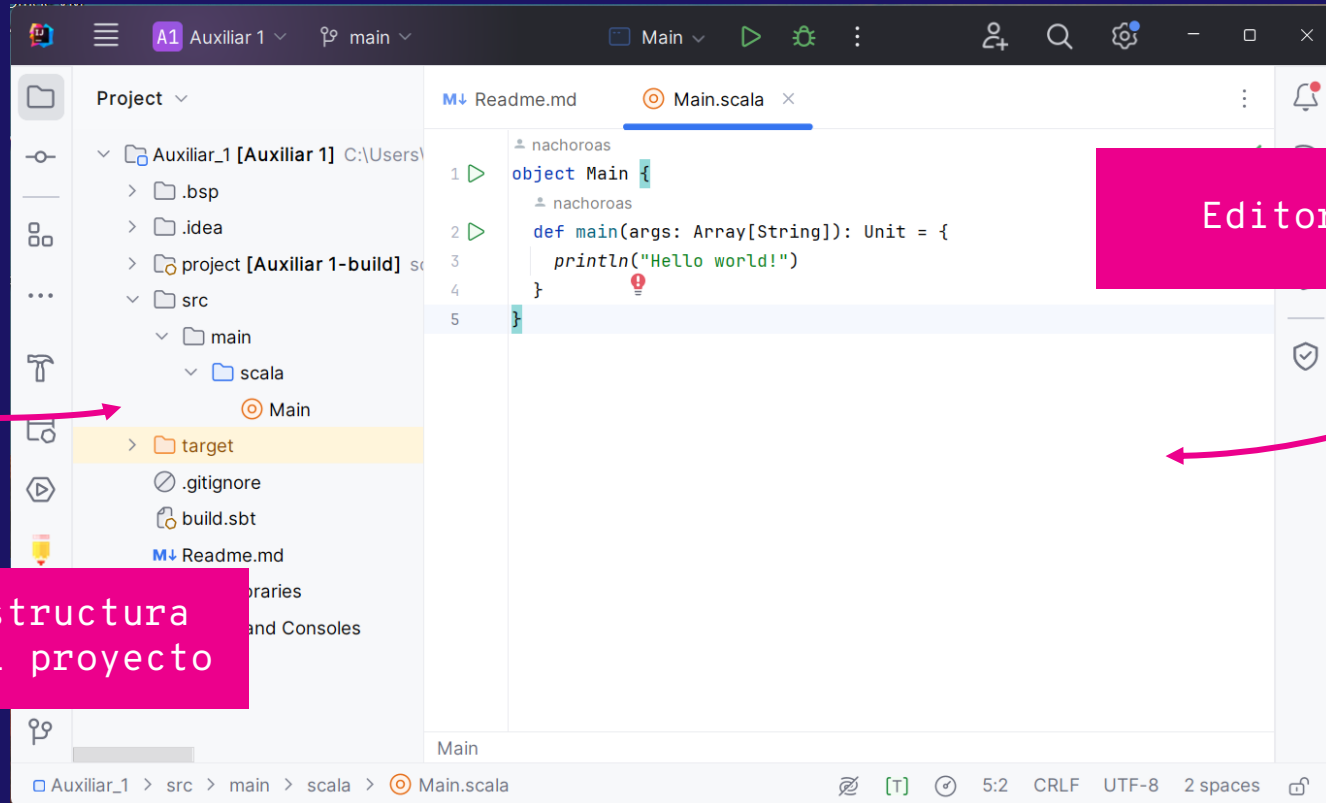 A1 Auxiliar 1 main Main
Project
Auxiliar_1 [Auxiliar 1] C:\Users\
.bsp
.idea
project [Auxiliar 1-build]
src
main
scala
Main
target
.gitignore
build.sbt
M↓ Readme.md
and Consoles
structura
proyecto
M↓ Readme.md Main.scala
nachoroas
1 object Main {
nachoroas
2 def main(args: Array[String]): Unit = {
3 println("Hello world!")
4 }
5 }
Editor
Main
Auxiliar_1 > src > main > scala > Main.scala [T] 5:2 CRLF UTF-8 2 spaces